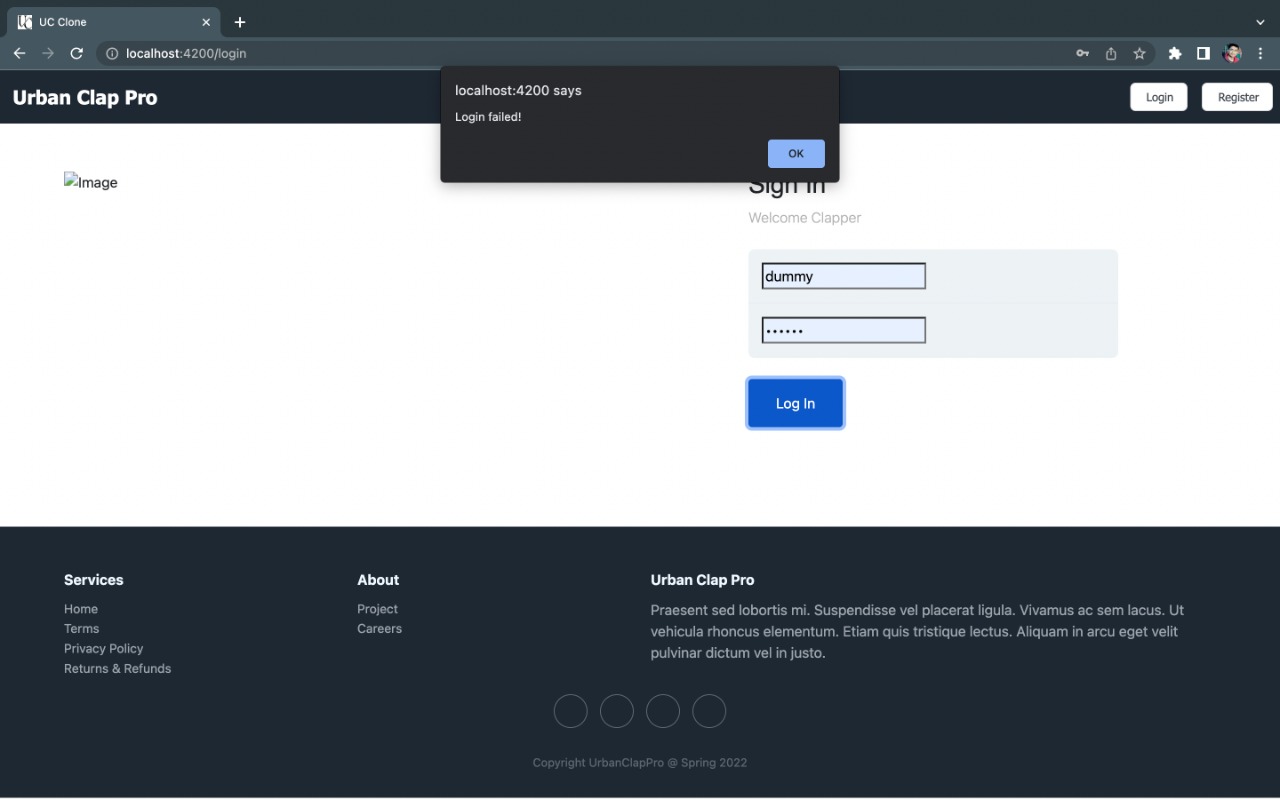 UC Clone
localhost:4200/login
Urban Clap Pro
Login
Register
localhost:4200 says
Login failed!
OK
Image
Sign In
Welcome Clapper
dummy
••••••
Log In
Services
Home
Terms
Privacy Policy
Returns & Refunds
About
Project
Careers
Urban Clap Pro
Praesent sed lobortis mi. Suspendisse vel placerat ligula. Vivamus ac sem lacus. Ut
vehicula rhoncus elementum. Etiam quis tristique lectus. Aliquam in arcu eget velit
pulvinar dictum vel in justo.
Copyright UrbanClapPro @ Spring 2022